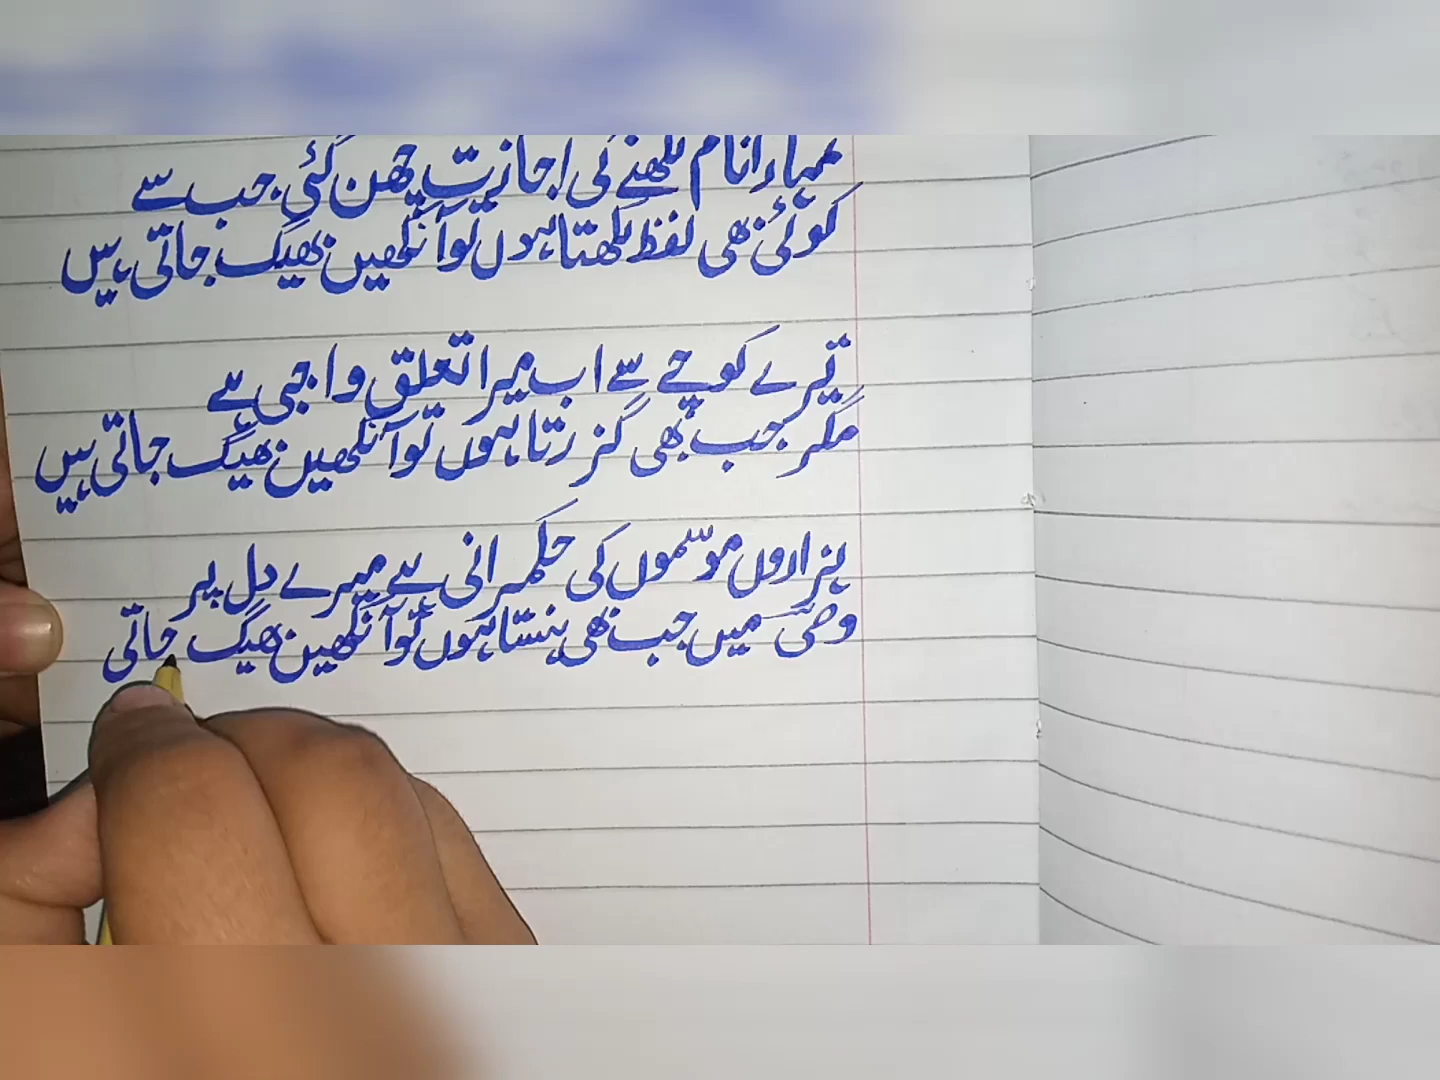 تمہارا نام لکھنے کی اجازت چھن گئی جب سے
کوئی بھی لفظ لکھتا ہوں تو آنکھیں بھیگ جاتی ہیں
تیرے کوچے سے اب میرا تعلق واجبی ہے
مگر جب بھی گزرتا ہوں تو آنکھیں بھیگ جاتی ہیں
ہزاروں موسموں کی حکمرانی ہے میرے دل پر
وصی میں جب بھی ہنستا ہوں تو آنکھیں بھیگ جاتی